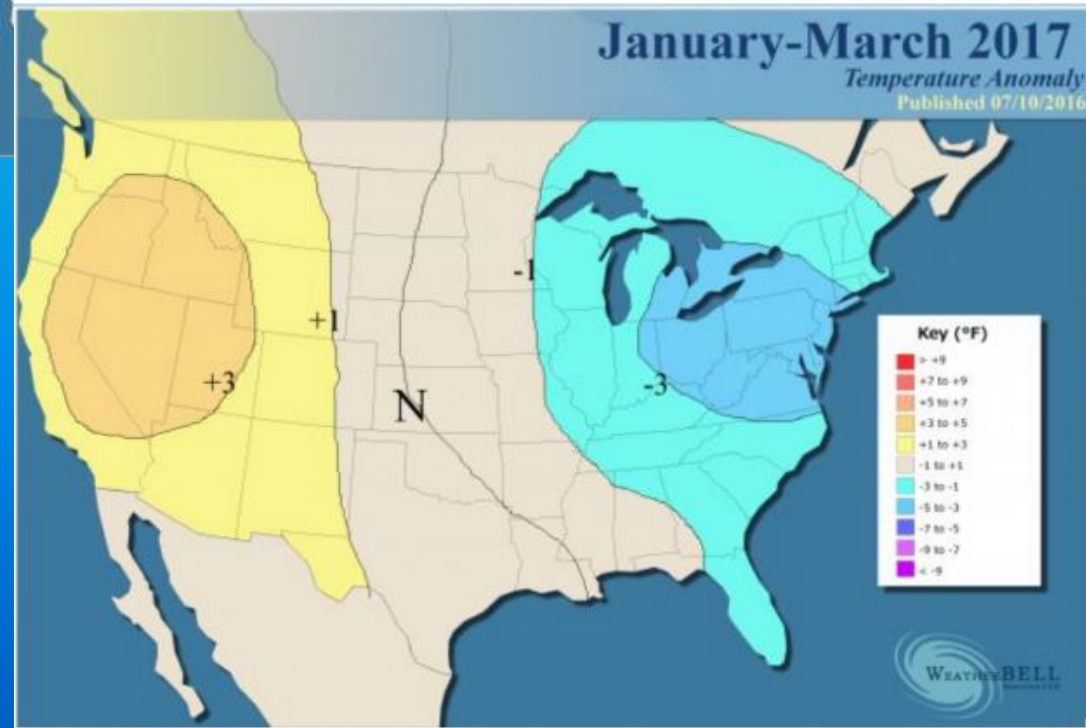 January-March 2017
Temperature Anomaly
Published 07/10/2016
-1
+1
+3
-3
N
Key (°F)
> +9
+7 to +9
+5 to +7
+3 to +5
+1 to +3
-1 to +1
-3 to -1
-5 to -3
-7 to -5
-9 to -7
< -9
WEATHERBELL